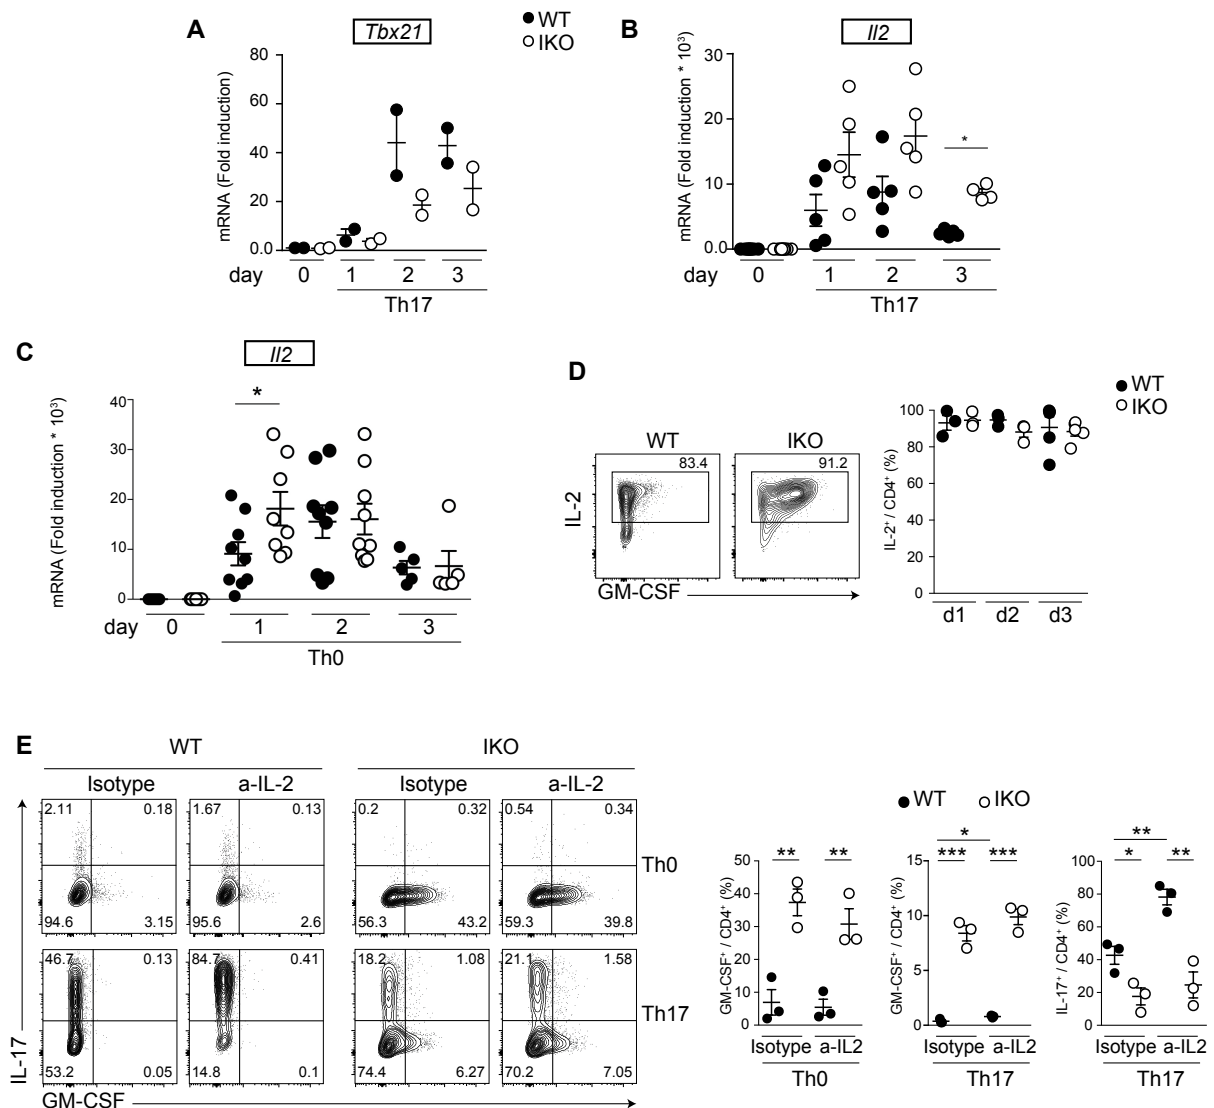 A
Tbx21
WT
IKO
mRNA (Fold induction)
80
60
40
20
0.0
day
0
1
2
3
Th17
B
Il2
mRNA (Fold induction * 10³)
30
20
10
0.0
day
0
1
2
3
*
Th17
C
Il2
mRNA (Fold induction * 10³)
40
30
20
10
0
*
day
0
1
2
3
Th0
D
WT
IKO
83.4
91.2
IL-2
GM-CSF
WT
IKO
IL-2⁺ / CD4⁺ (%)
100
80
60
40
20
0
d1
d2
d3
E
WT
IKO
Isotype
a-IL-2
Isotype
a-IL-2
2.11
0.18
1.67
0.13
0.2
0.32
0.54
0.34
Th0
94.6
3.15
95.6
2.6
56.3
43.2
59.3
39.8
46.7
0.13
84.7
0.41
18.2
1.08
21.1
1.58
Th17
53.2
0.05
14.8
0.1
74.4
6.27
70.2
7.05
IL-17
GM-CSF
WT
IKO
GM-CSF⁺ / CD4⁺ (%)
50
40
30
20
10
0
**
**
Isotype
a-IL2
Th0
GM-CSF⁺ / CD4⁺ (%)
15
10
5
0
*
***
***
Isotype
a-IL2
Th17
IL-17⁺ / CD4⁺ (%)
100
80
60
40
20
0
**
*
**
Isotype
a-IL2
Th17